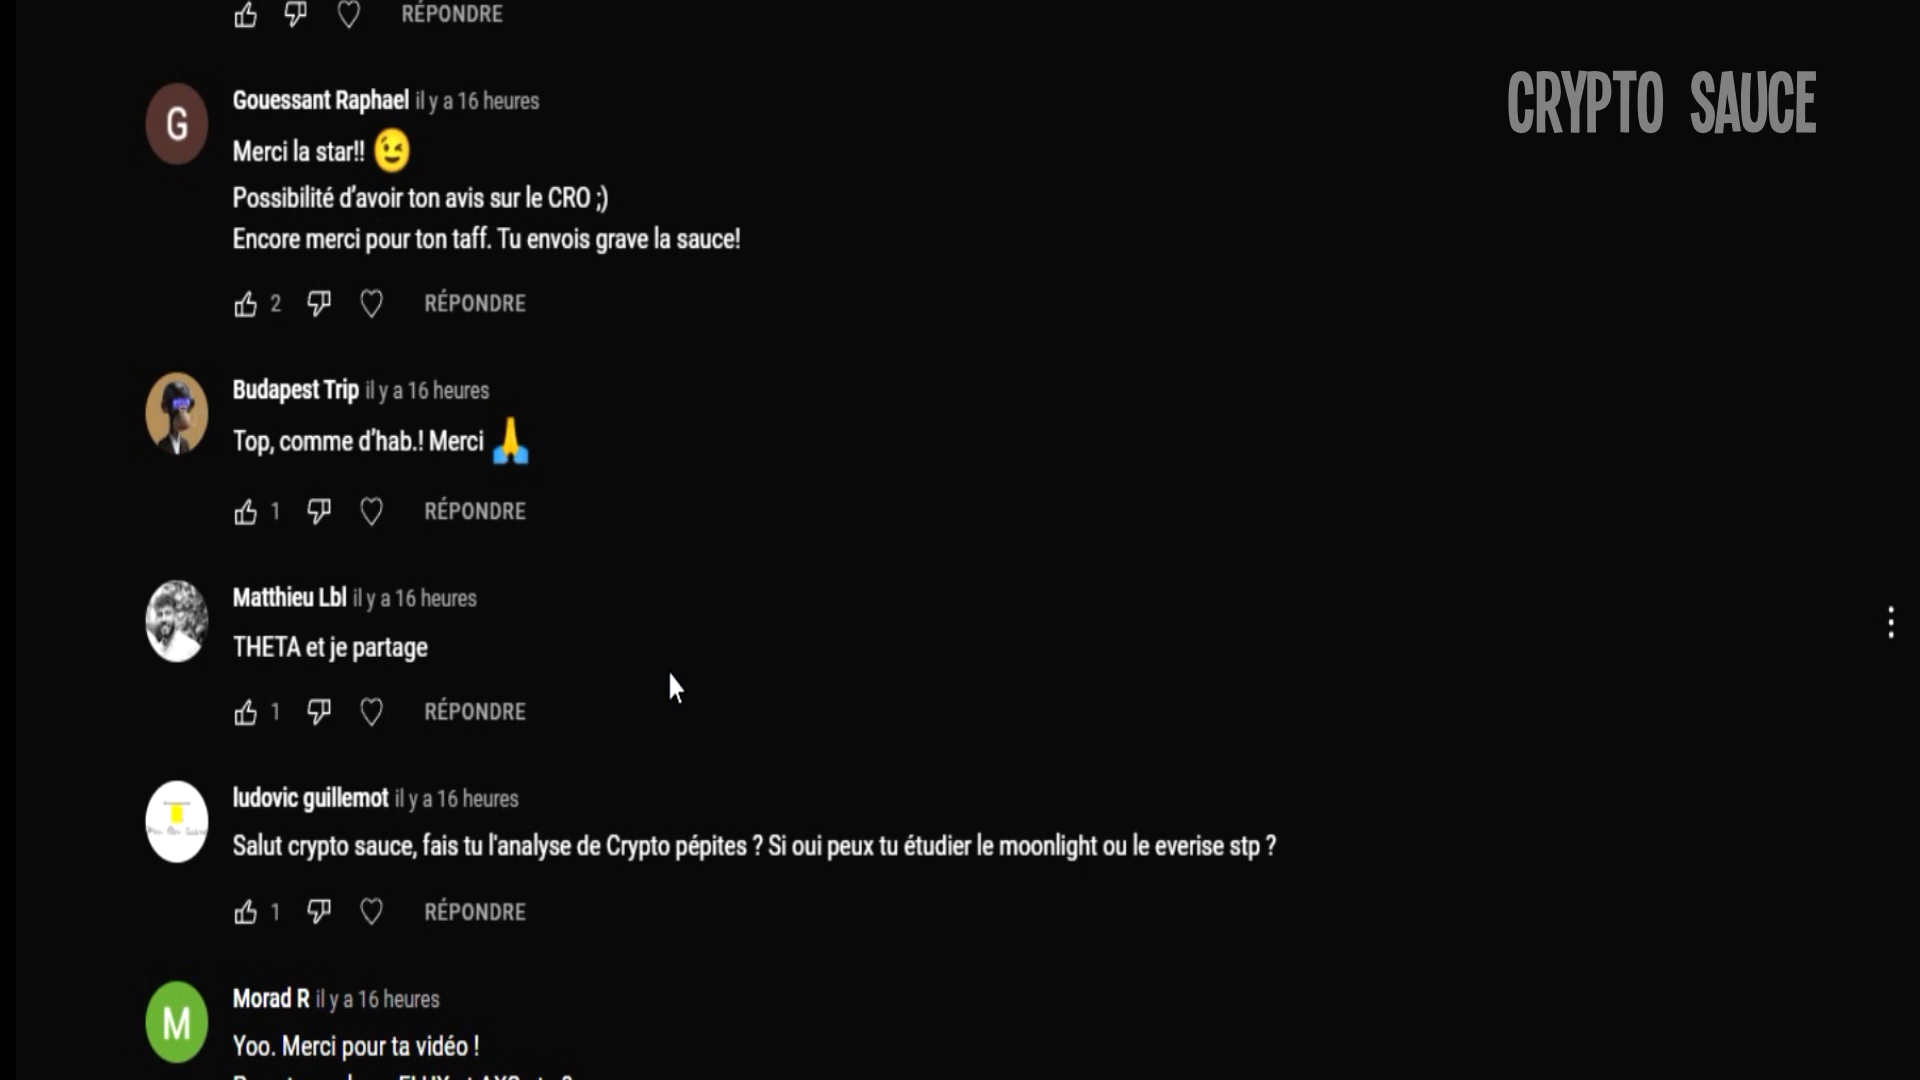 RÉPONDRE
CRYPTO SAUCE
G
Gouessant Raphael il y a 16 heures
Merci la star!! 😉
Possibilité d'avoir ton avis sur le CRO ;)
Encore merci pour ton taff. Tu envois grave la sauce!
2 RÉPONDRE
Budapest Trip il y a 16 heures
Top, comme d'hab.! Merci 🙏
1 RÉPONDRE
Matthieu Lbl il y a 16 heures
THETA et je partage
1 RÉPONDRE
ludovic guillemot il y a 16 heures
Salut crypto sauce, fais tu l'analyse de Crypto pépites ? Si oui peux tu étudier le moonlight ou le everise stp ?
1 RÉPONDRE
M
Morad R il y a 16 heures
Yoo. Merci pour ta vidéo !